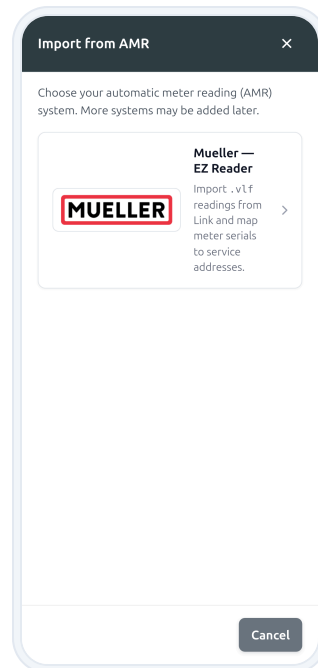 Import from AMR ×
Choose your automatic meter reading (AMR)
system. More systems may be added later.
MUELLER
Mueller —
EZ Reader
Import .vlf
readings from
Link and map
meter serials
to service
addresses.
Cancel